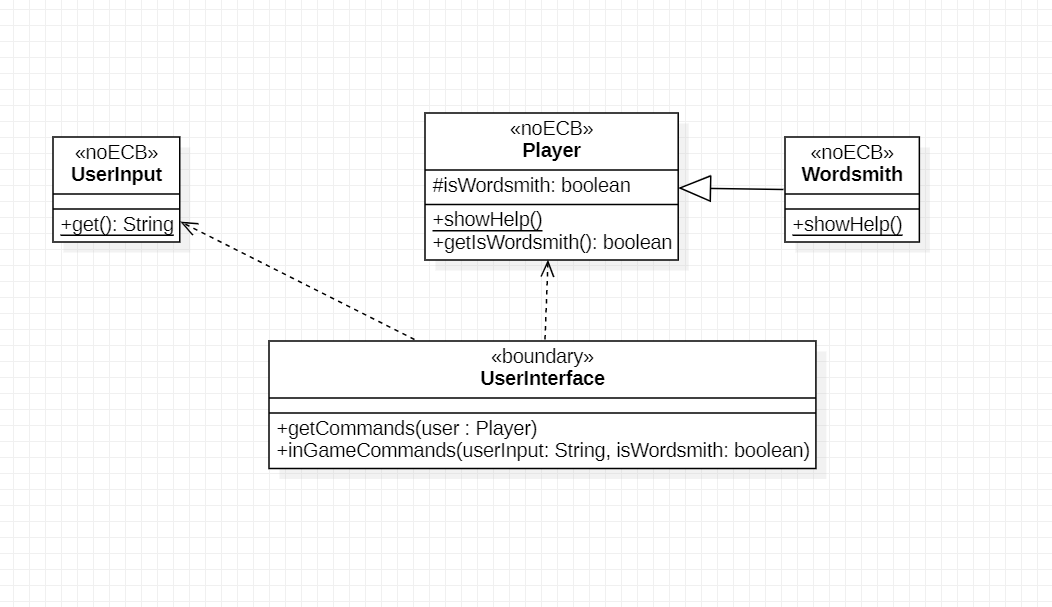 «noECB»
UserInput
+get(): String
«noECB»
Player
#isWordsmith: boolean
+showHelp()
+getIsWordsmith(): boolean
«noECB»
Wordsmith
+showHelp()
«boundary»
UserInterface
+getCommands(user : Player)
+inGameCommands(userInput: String, isWordsmith: boolean)